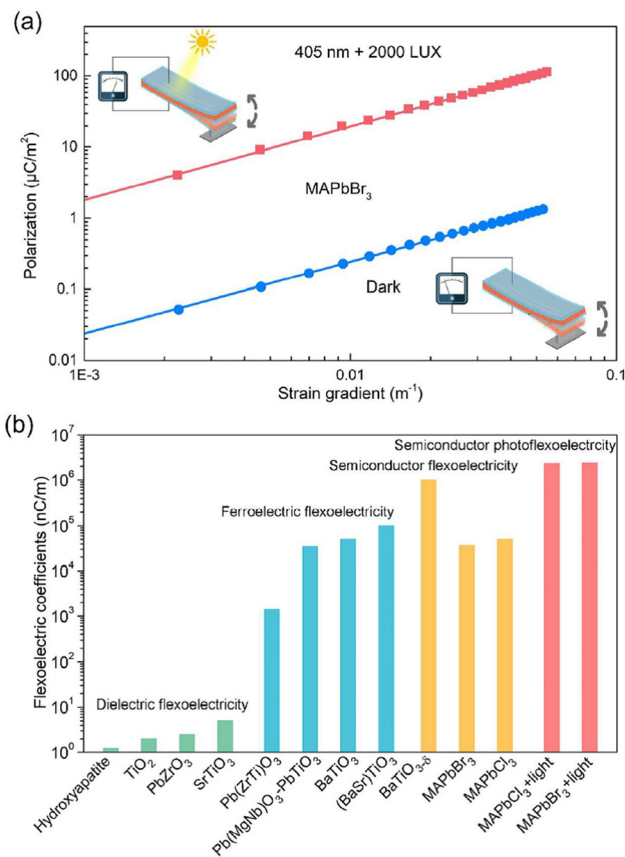 (a)
405 nm + 2000 LUX
100
10
1
0.1
0.01
Polarization (µC/m²)
MAPbBr₃
Dark
1E-3
0.01
0.1
Strain gradient (m⁻¹)
(b)
10⁷
10⁶
10⁵
10⁴
10³
10²
10¹
10⁰
Flexoelectric coefficients (nC/m)
Semiconductor photoflexoelectrcity
Semiconductor flexoelectricity
Ferroelectric flexoelectricity
Dielectric flexoelectricity
Hydroxyapatite
TiO₂
PbZrO₃
SrTiO₃
Pb(ZrTi)O₃
Pb(MgNb)O₃-PbTiO₃
BaTiO₃
(BaSr)TiO₃
BaTiO₃₋δ
MAPbBr₃
MAPbCl₃
MAPbCl₃+light
MAPbBr₃+light